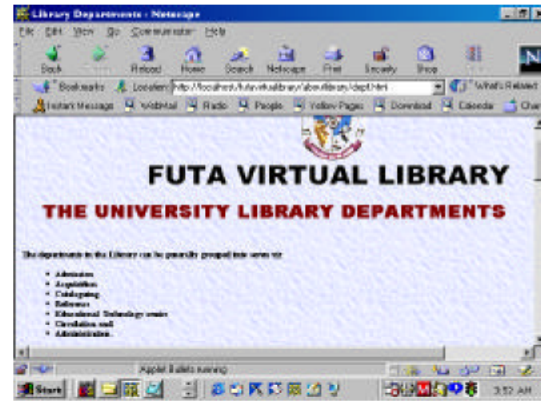 Library Departments - Netscape
File Edit View Go Communicator Help
Back Reload Home Search Netscape Print Security Shop
Bookmarks Location: http://localhost/futavirtuallibrary/aboutlibrary/dept.html What's Related
Instant Message WebMail Radio People Yellow Pages Download Calendar
FUTA VIRTUAL LIBRARY
THE UNIVERSITY LIBRARY DEPARTMENTS
The departments in the Library can be generally grouped into seven viz
Acquisition
Cataloguing
Reference
Educational Technology centre
Circulation and
Administration.
Applet Bullets running
Start 3:52 AM